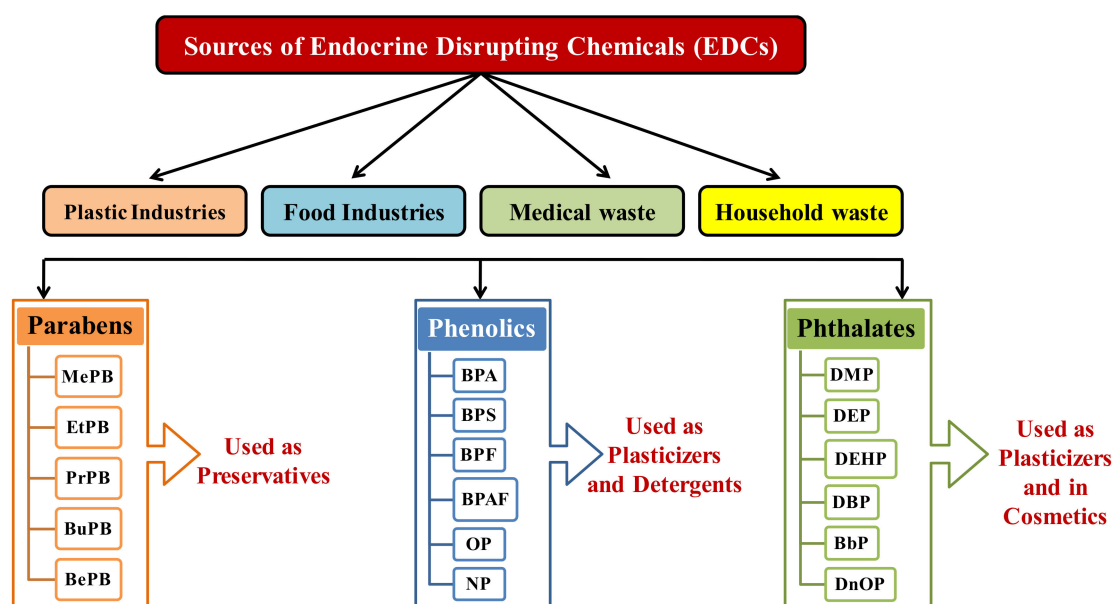 Sources of Endocrine Disrupting Chemicals (EDCs)
Plastic Industries
Food Industries
Medical waste
Household waste
Parabens
MePB
EtPB
PrPB
BuPB
BePB
Used as
Preservatives
Phenolics
BPA
BPS
BPF
BPAF
OP
NP
Used as
Plasticizers
and Detergents
Phthalates
DMP
DEP
DEHP
DBP
BbP
DnOP
Used as
Plasticizers
and in
Cosmetics